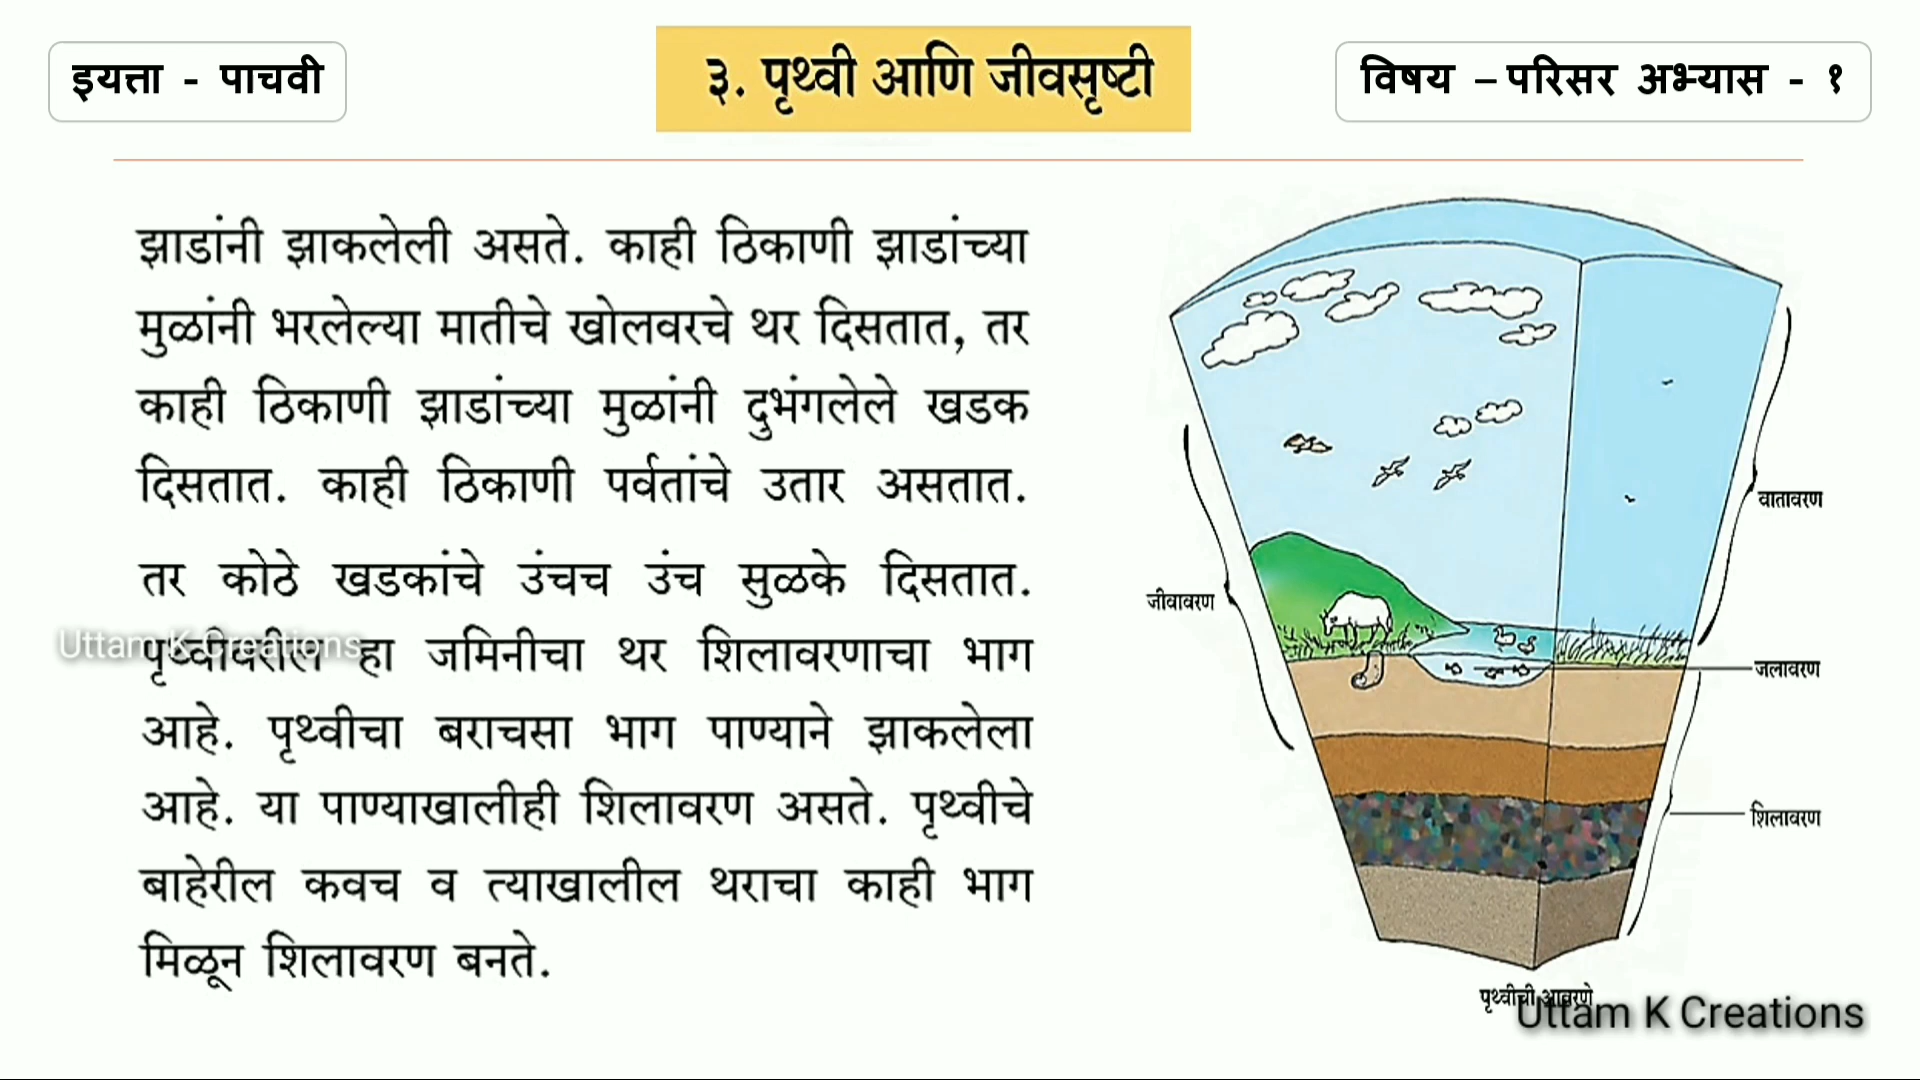 इयत्ता - पाचवी
३. पृथ्वी आणि जीवसृष्टी
विषय – परिसर अभ्यास - १
झाडांनी झाकलेली असते. काही ठिकाणी झाडांच्या
मुळांनी भरलेल्या मातीचे खोलवरचे थर दिसतात, तर
काही ठिकाणी झाडांच्या मुळांनी दुभंगलेले खडक
दिसतात. काही ठिकाणी पर्वतांचे उतार असतात.
तर कोठे खडकांचे उंचच उंच सुळके दिसतात.
पृथ्वीवरील हा जमिनीचा थर शिलावरणाचा भाग
आहे. पृथ्वीचा बराचसा भाग पाण्याने झाकलेला
आहे. या पाण्याखालीही शिलावरण असते. पृथ्वीचे
बाहेरील कवच व त्याखालील थराचा काही भाग
मिळून शिलावरण बनते.
Uttam K Creations
वातावरण
जीवावरण
जलावरण
शिलावरण
पृथ्वीची आवरणे
Uttam K Creations